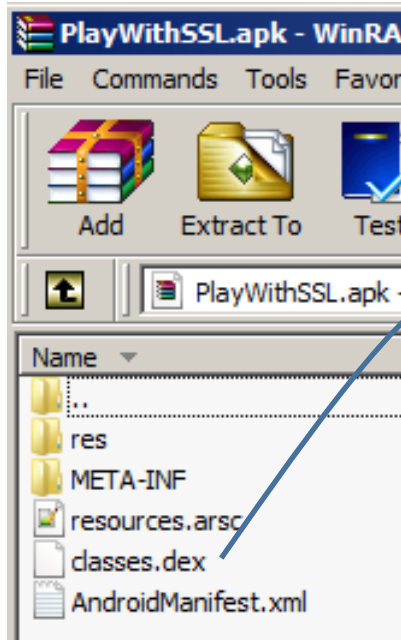 PlayWithSSL.apk - WinRA
File Commands Tools Favor
Add Extract To Test
PlayWithSSL.apk -
Name
..
res
META-INF
resources.arsc
classes.dex
AndroidManifest.xml